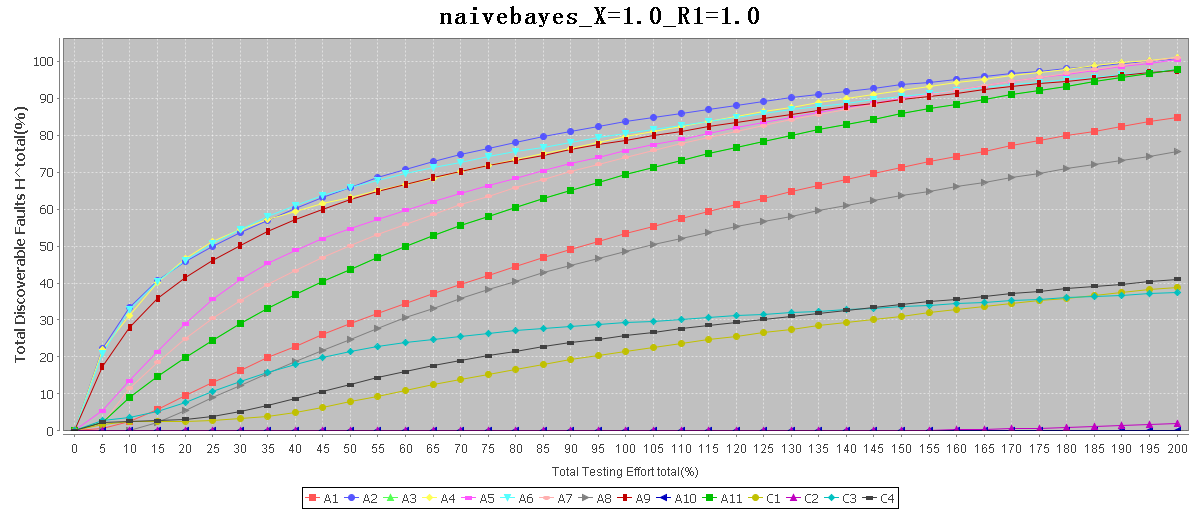 naivebayes_X=1.0_R1=1.0
Total Discoverable Faults H^total(%)
100
90
80
70
60
50
40
30
20
10
0
0 5 10 15 20 25 30 35 40 45 50 55 60 65 70 75 80 85 90 95 100 105 110 115 120 125 130 135 140 145 150 155 160 165 170 175 180 185 190 195 200
Total Testing Effort total(%)
A1 A2 A3 A4 A5 A6 A7 A8 A9 A10 A11 C1 C2 C3 C4